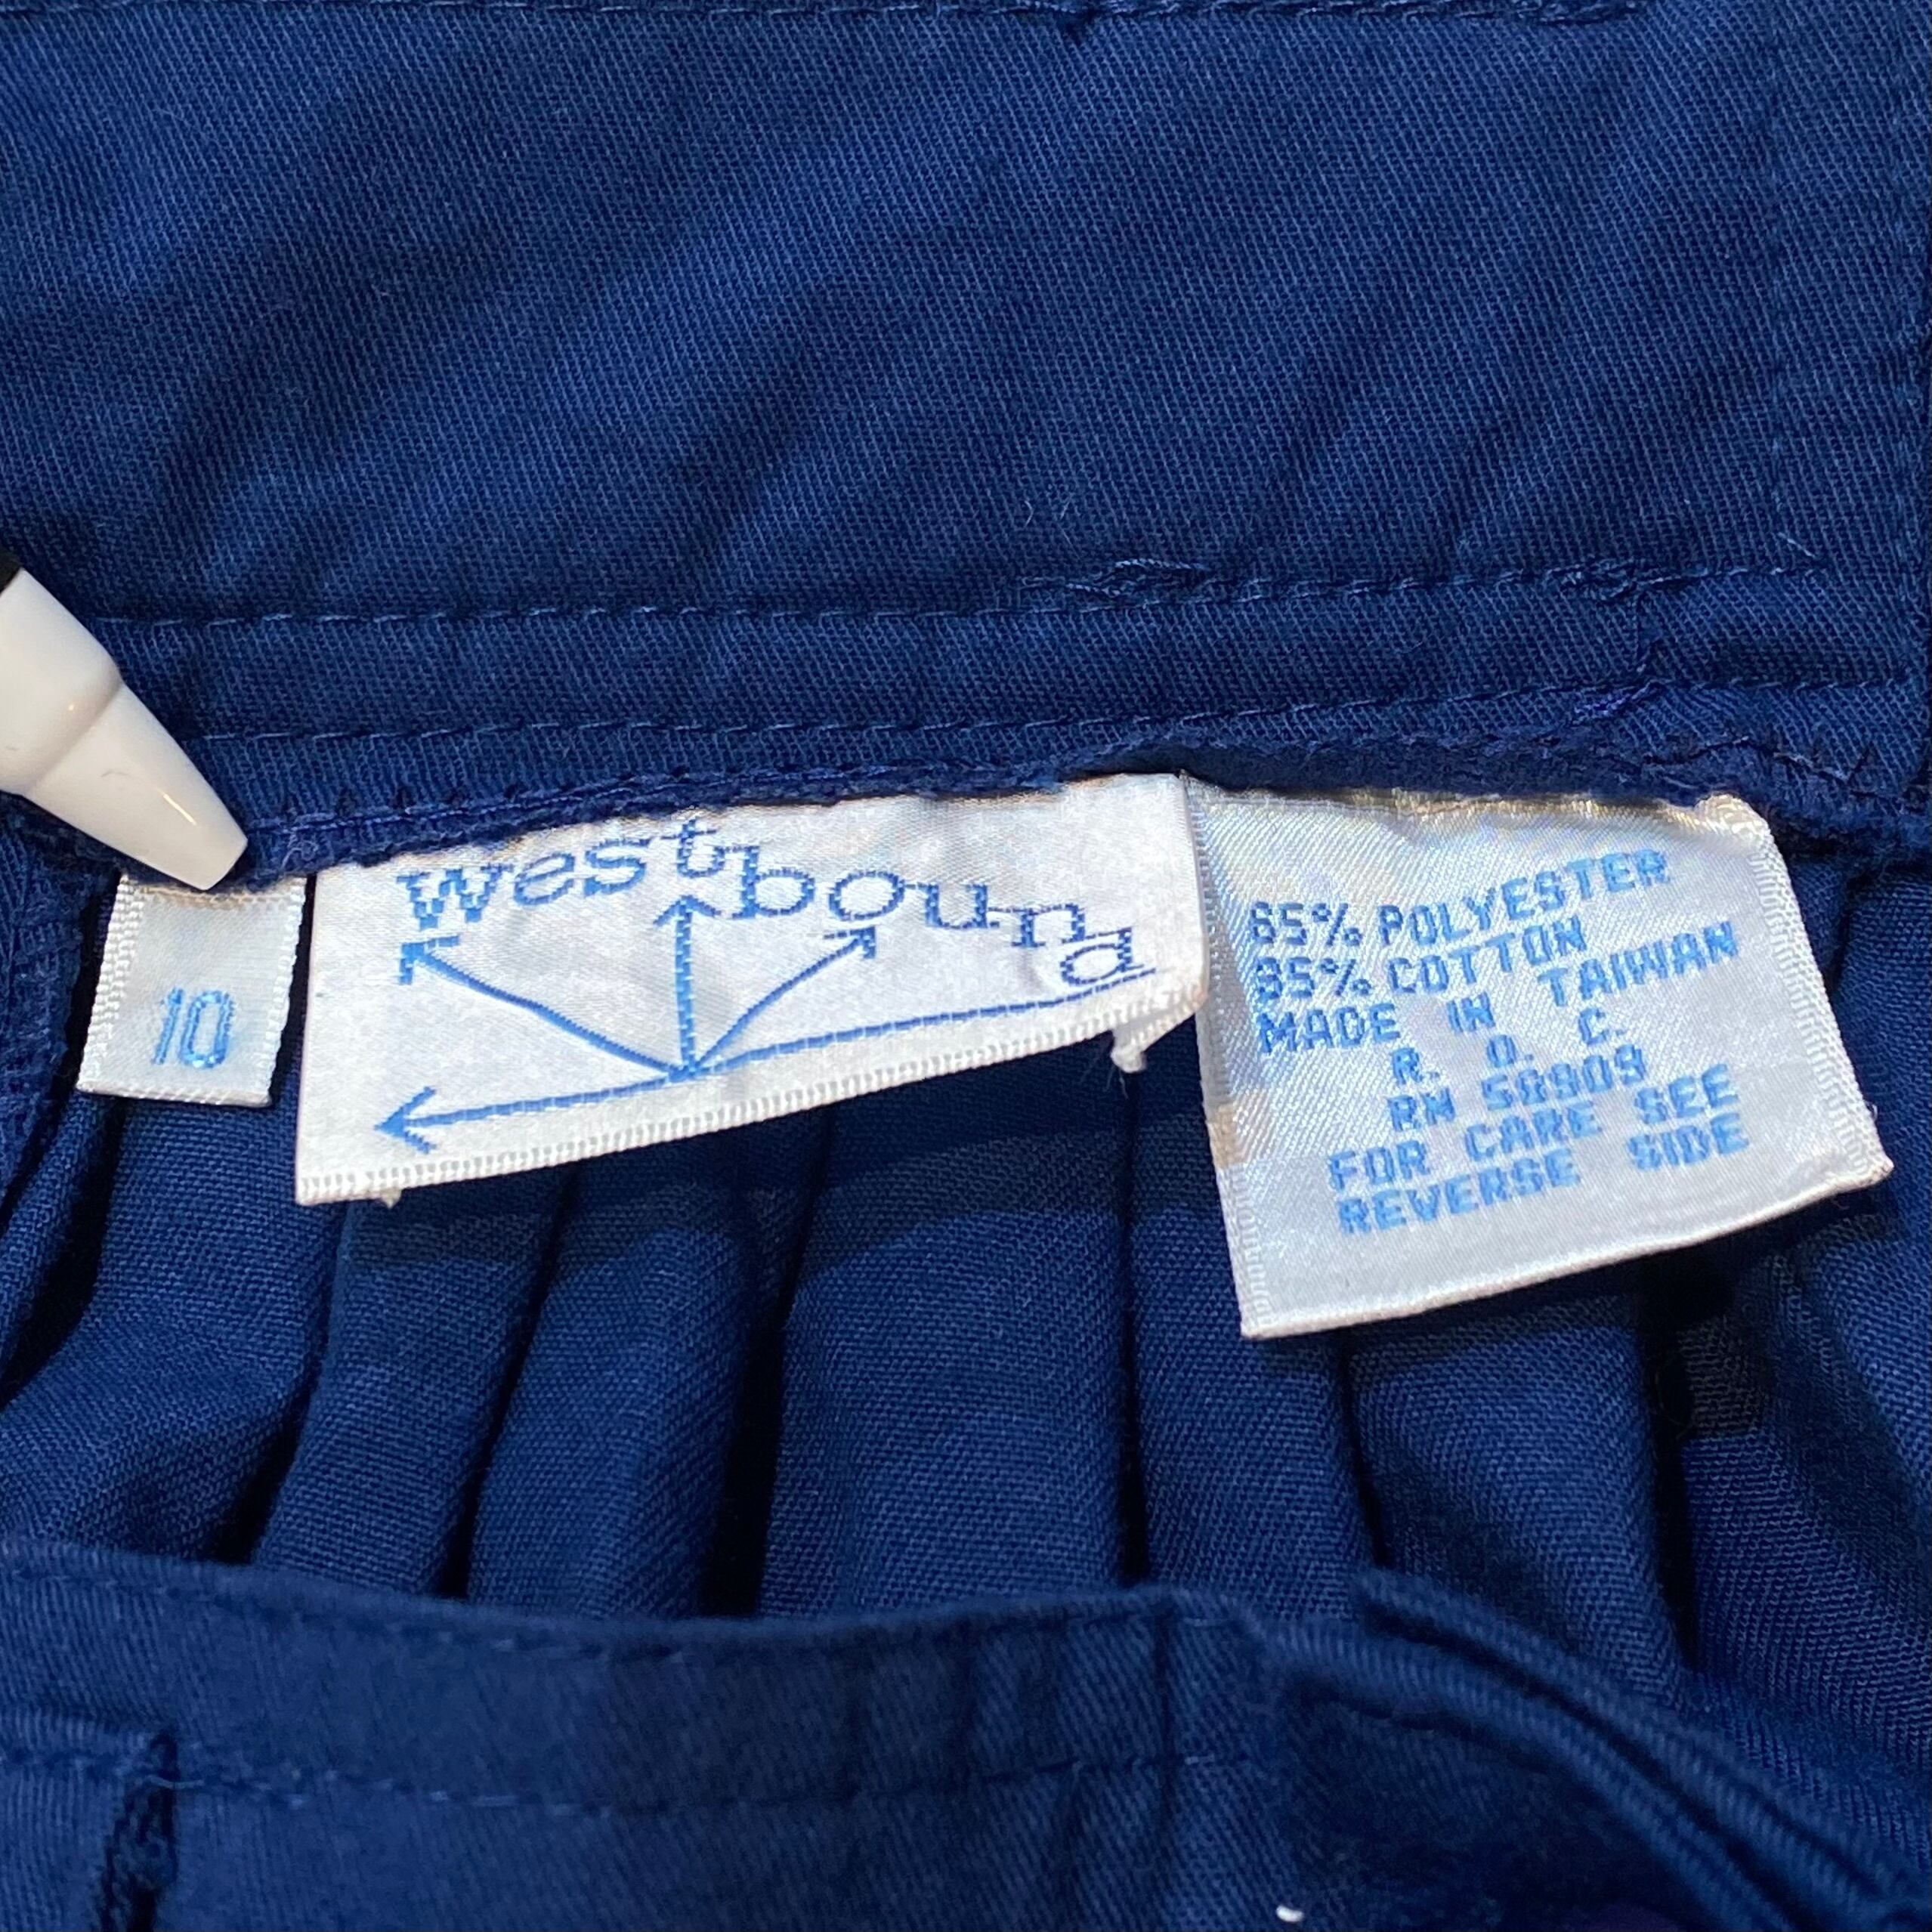 10
westbound
65% POLYESTER
35% COTTON
MADE IN TAIWAN
R. O. C.
RN 58909
FOR CARE SEE
REVERSE SIDE